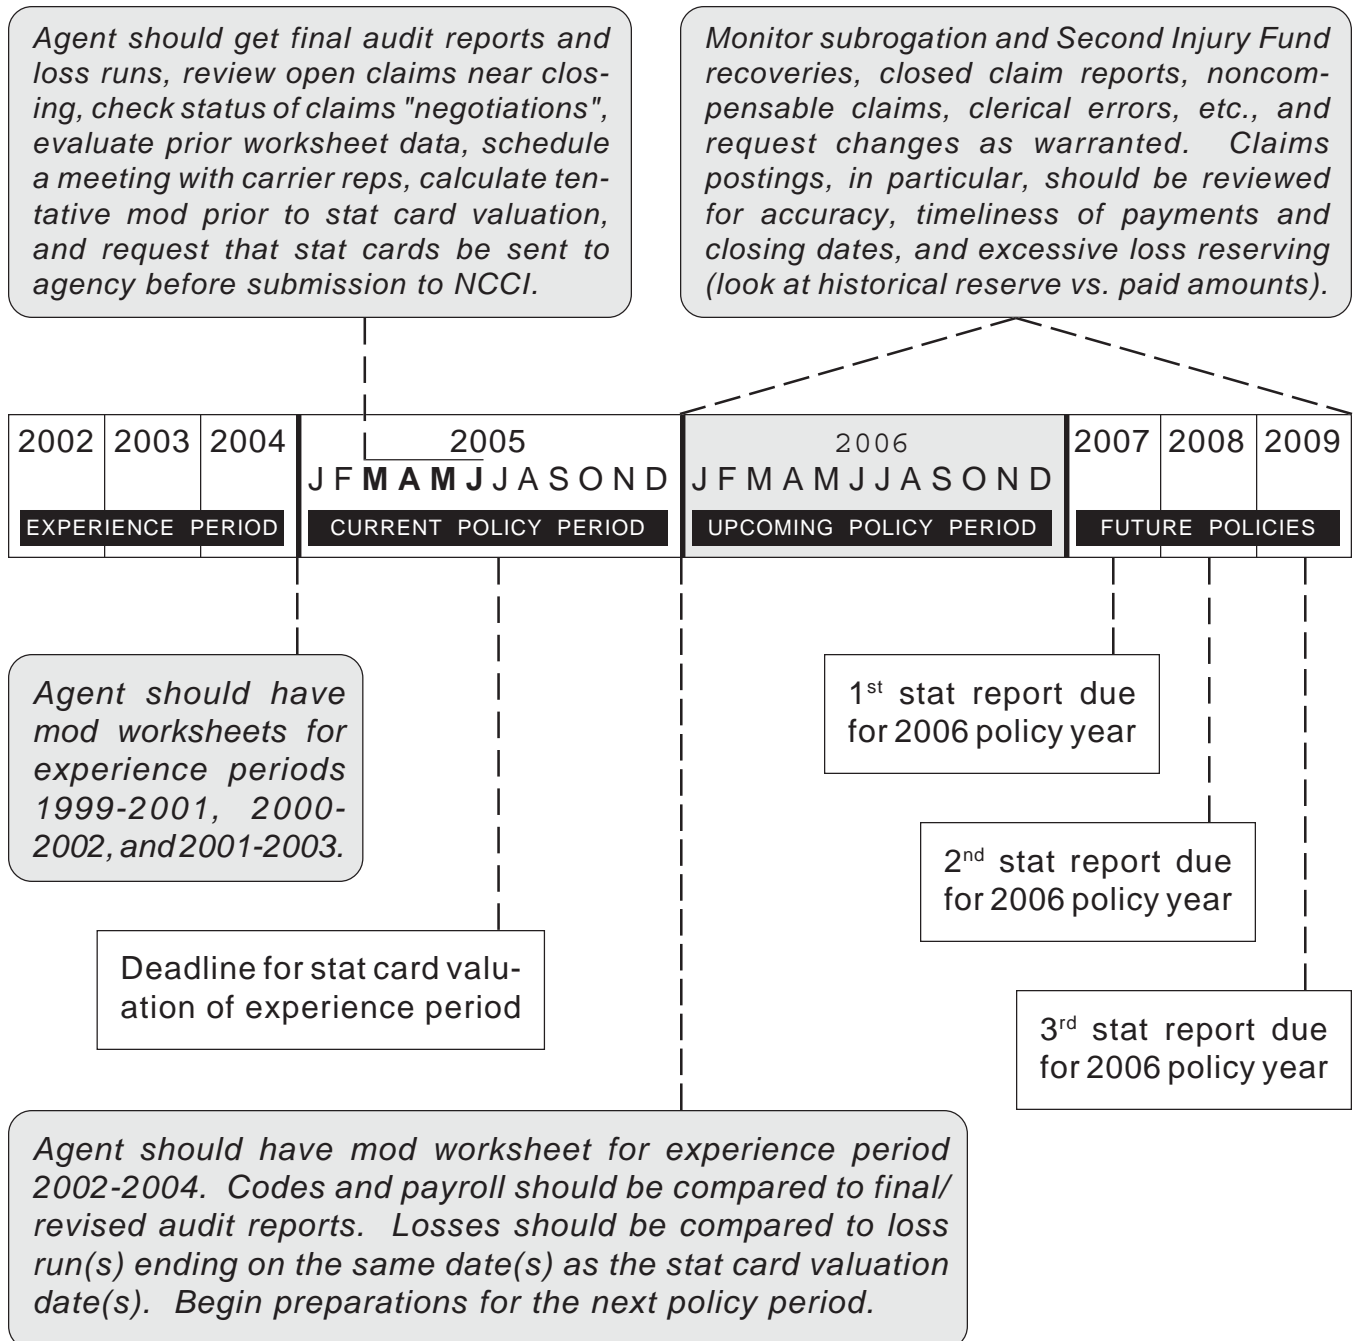 Agent should get final audit reports and
loss runs, review open claims near clos-
ing, check status of claims "negotiations",
evaluate prior worksheet data, schedule
a meeting with carrier reps, calculate ten-
tative mod prior to stat card valuation,
and request that stat cards be sent to
agency before submission to NCCI.
Monitor subrogation and Second Injury Fund
recoveries, closed claim reports, noncom-
pensable claims, clerical errors, etc., and
request changes as warranted. Claims
postings, in particular, should be reviewed
for accuracy, timeliness of payments and
closing dates, and excessive loss reserving
(look at historical reserve vs. paid amounts).
2002 2003 2004 2005 2006 2007 2008 2009
J F M A M J J A S O N D J F M A M J J A S O N D
EXPERIENCE PERIOD CURRENT POLICY PERIOD UPCOMING POLICY PERIOD FUTURE POLICIES
Agent should have
mod worksheets for
experience periods
1999-2001, 2000-
2002, and 2001-2003.
1st stat report due
for 2006 policy year
2nd stat report due
for 2006 policy year
Deadline for stat card valu-
ation of experience period
3rd stat report due
for 2006 policy year
Agent should have mod worksheet for experience period
2002-2004. Codes and payroll should be compared to final/
revised audit reports. Losses should be compared to loss
run(s) ending on the same date(s) as the stat card valuation
date(s). Begin preparations for the next policy period.